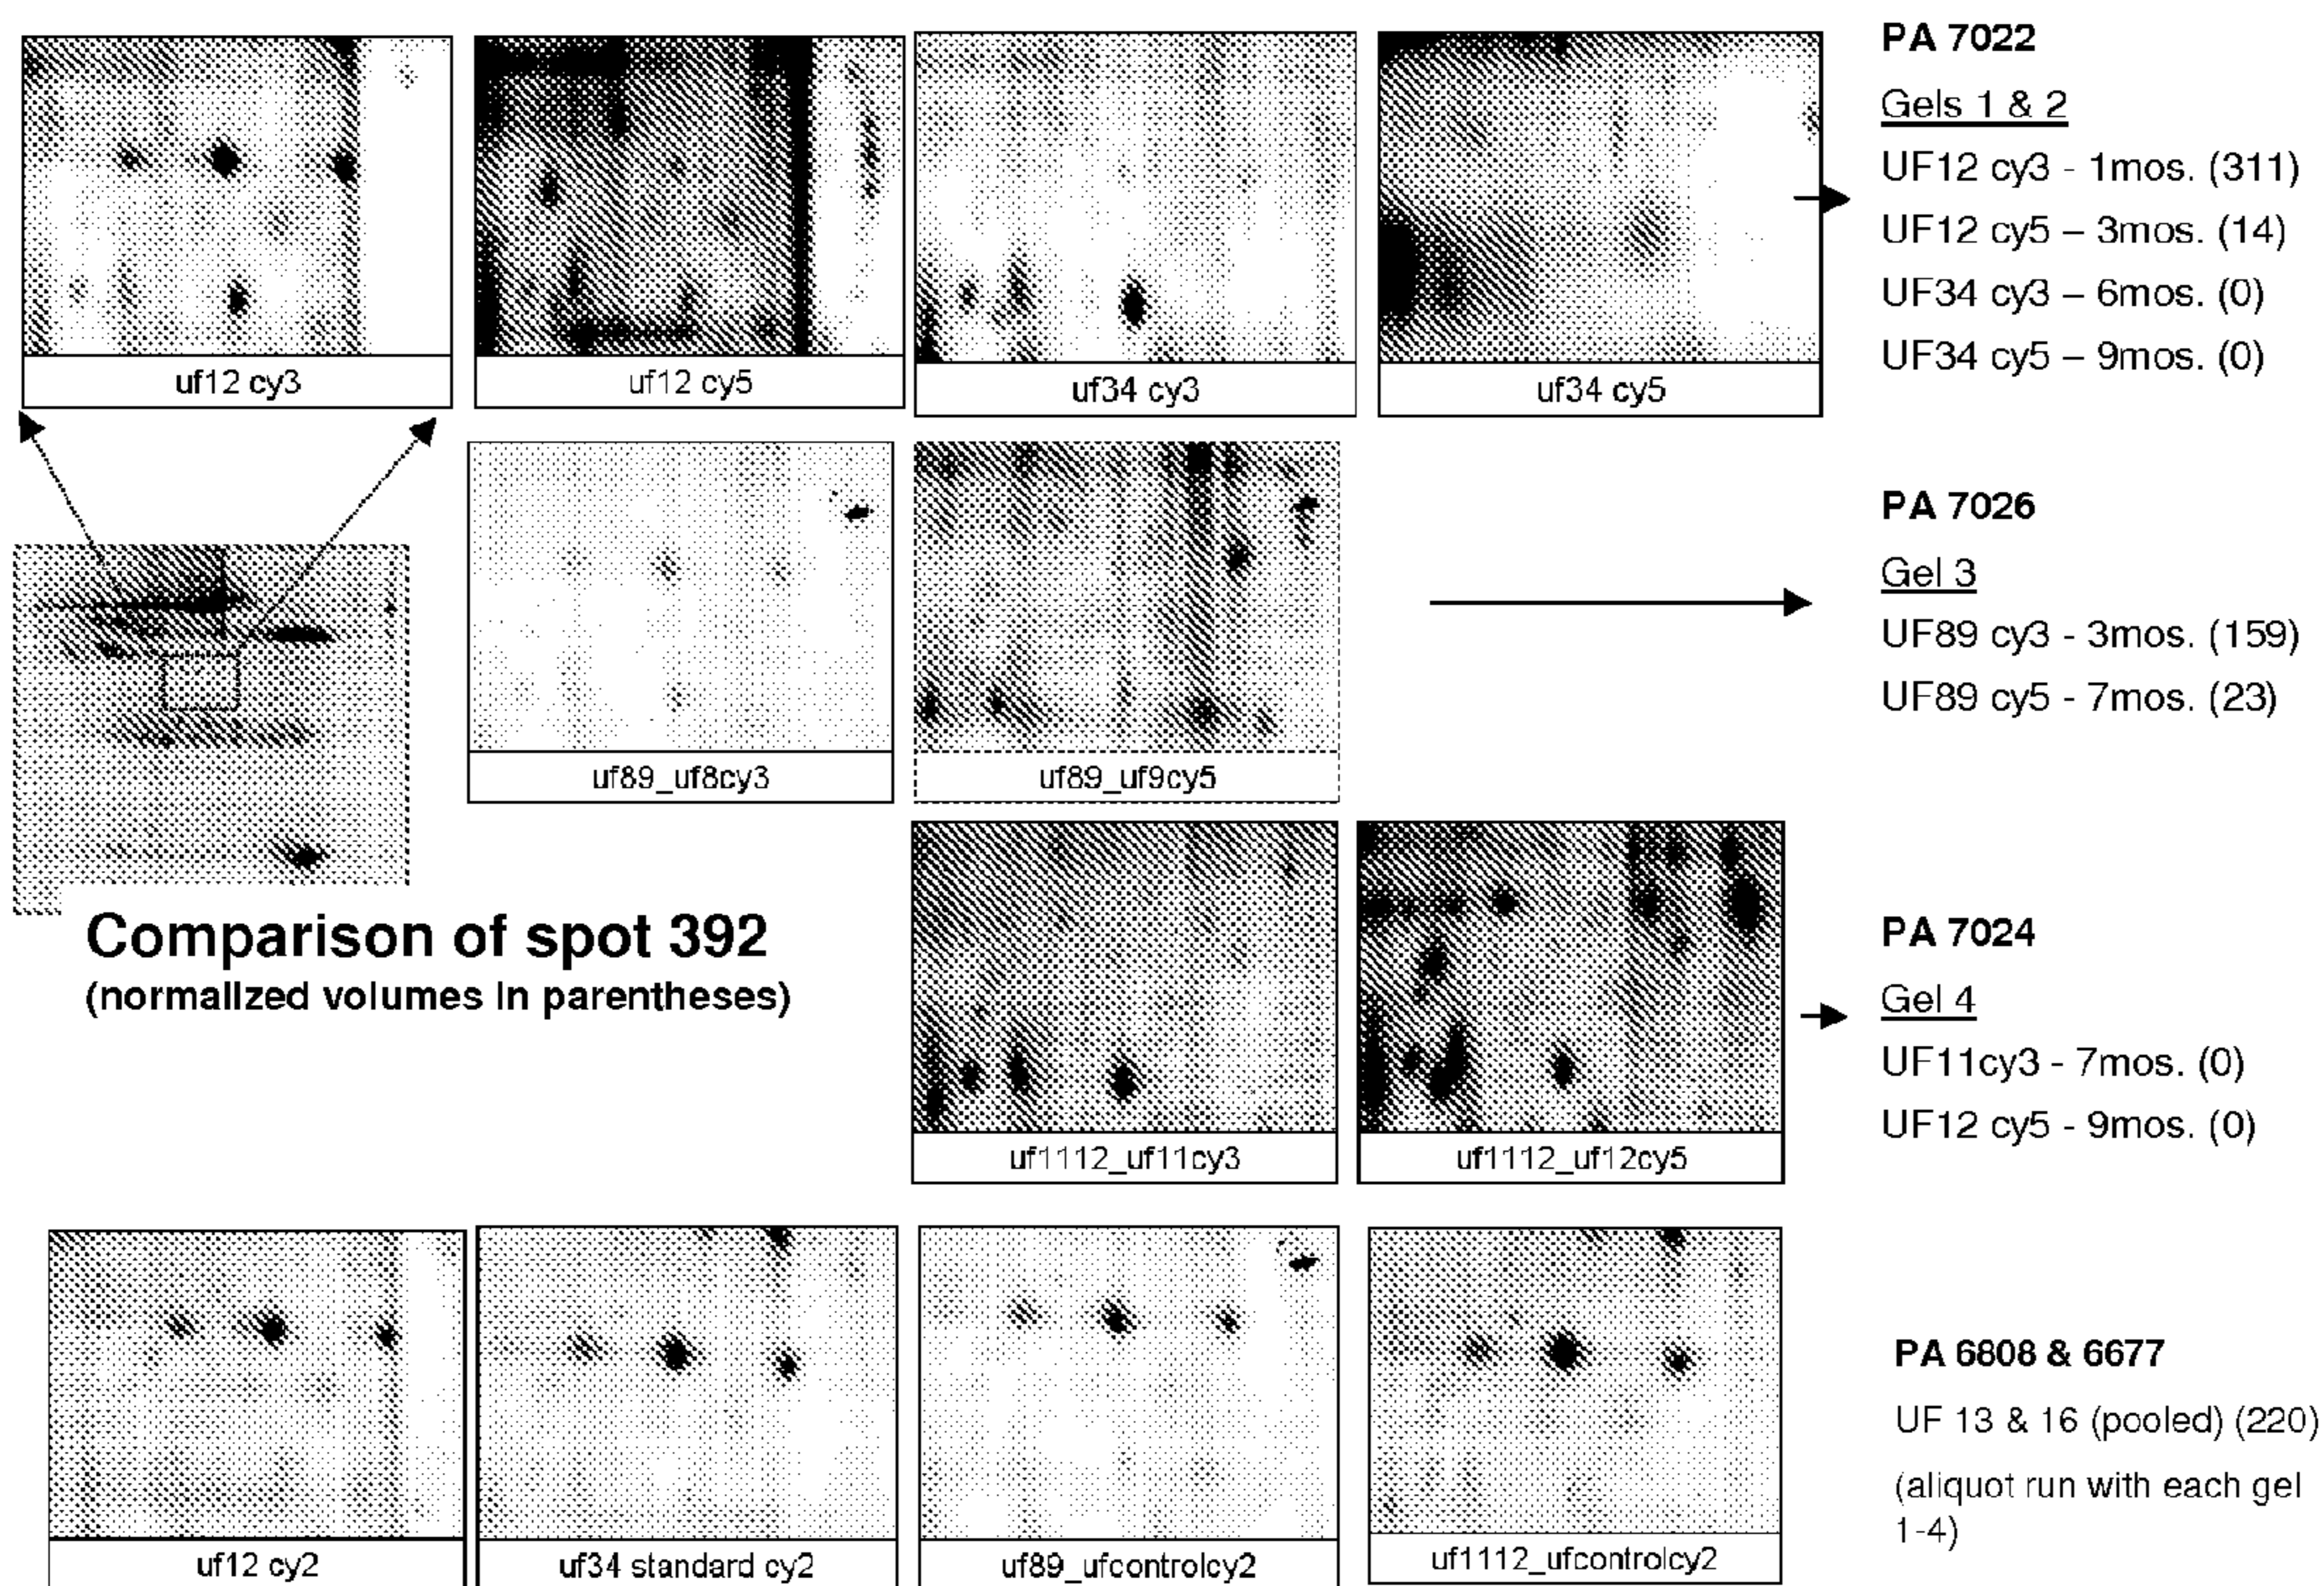 PA 7022
Gels 1 & 2
UF12 cy3 - 1mos. (311)
UF12 cy5 – 3mos. (14)
UF34 cy3 – 6mos. (0)
UF34 cy5 – 9mos. (0)
uf12 cy3
uf12 cy5
uf34 cy3
uf34 cy5
PA 7026
Gel 3
UF89 cy3 - 3mos. (159)
UF89 cy5 - 7mos. (23)
uf89_uf8cy3
uf89_uf9cy5
Comparison of spot 392
(normalized volumes in parentheses)
PA 7024
Gel 4
UF11cy3 - 7mos. (0)
UF12 cy5 - 9mos. (0)
uf1112_uf11cy3
uf1112_uf12cy5
PA 6808 & 6677
UF 13 & 16 (pooled) (220)
(aliquot run with each gel
1-4)
uf12 cy2
uf34 standard cy2
uf89_ufcontrolcy2
uf1112_ufcontrolcy2